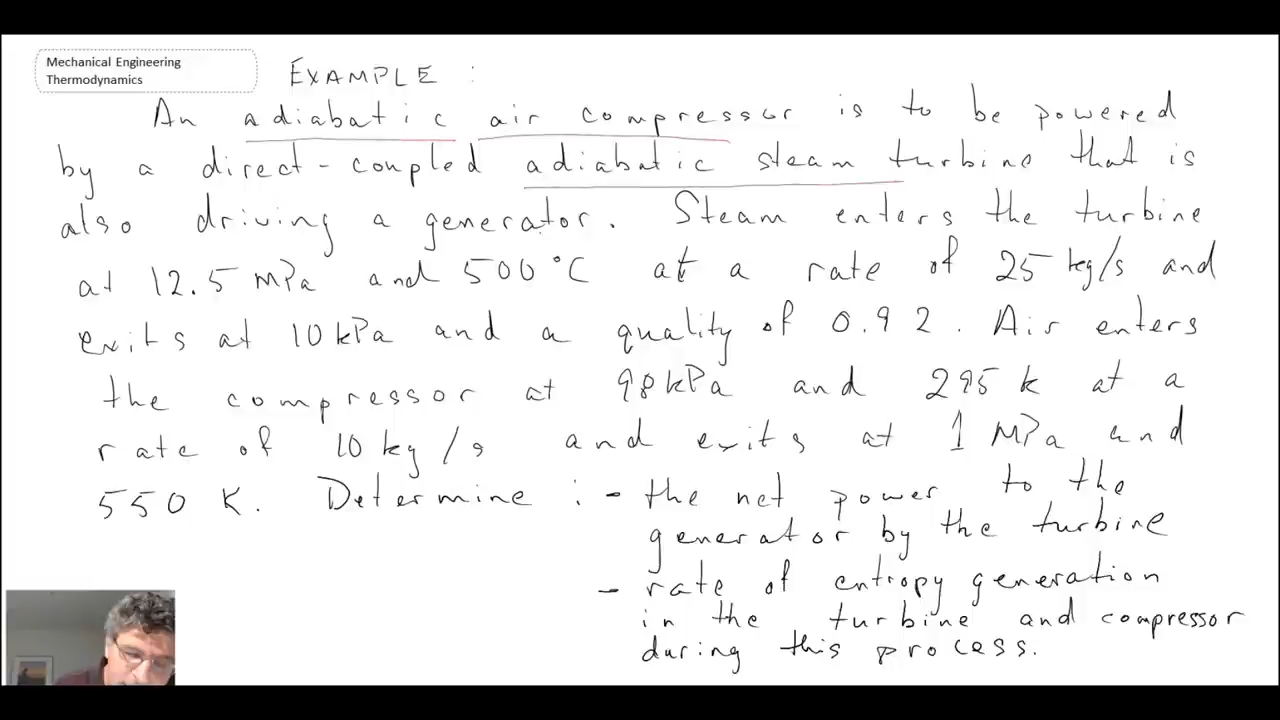 Mechanical Engineering
Thermodynamics
EXAMPLE :
An adiabatic air compressor is to be powered
by a direct-coupled adiabatic steam turbine that is
also driving a generator. Steam enters the turbine
at 12.5 MPa and 500°C at a rate of 25 kg/s and
exits at 10 kPa and a quality of 0.92. Air enters
the compressor at 98 kPa and 295 K at a
rate of 10 kg/s and exits at 1 MPa and
550 K. Determine : - the net power to the
generator by the turbine
- rate of entropy generation
in the turbine and compressor
during this process.